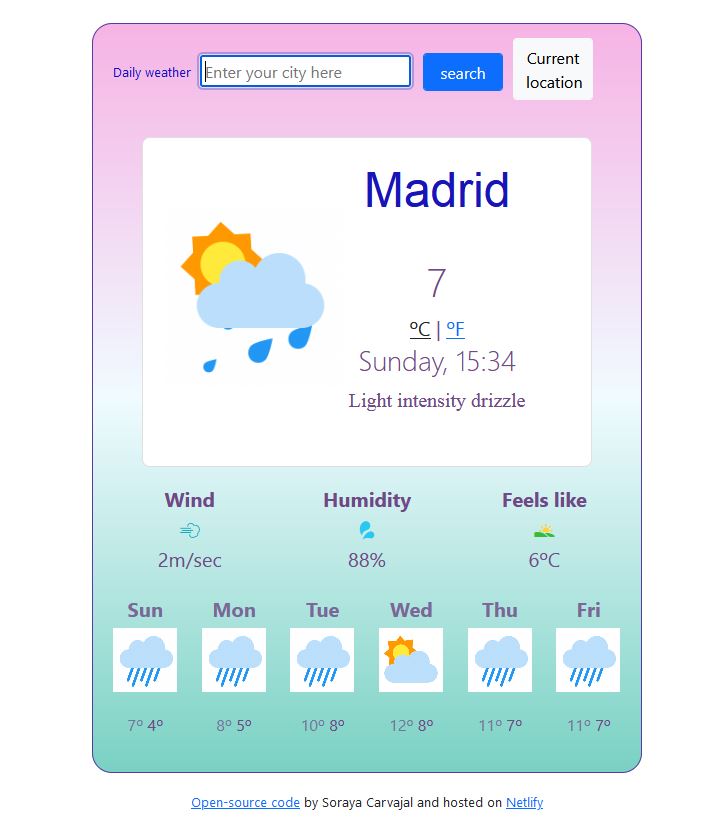 Daily weather
Enter your city here
search
Current
location
Madrid
7
ºC | ºF
Sunday, 15:34
Light intensity drizzle
Wind Humidity Feels like
2m/sec 88% 6ºC
Sun Mon Tue Wed Thu Fri
7º 4º 8º 5º 10º 8º 12º 8º 11º 7º 11º 7º
Open-source code by Soraya Carvajal and hosted on Netlify